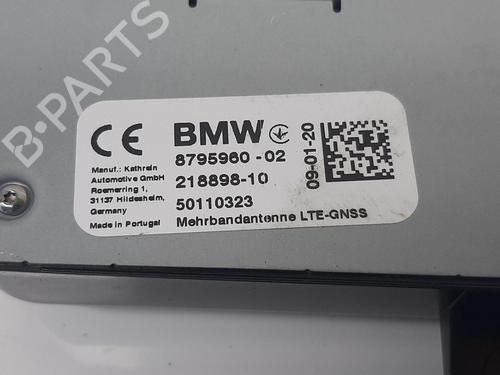 B-PARTS
CE
BMW
8795960-02
218898-10
50110323
Mehrbandantenne LTE-GNSS
Manuf.: Kathrein
Automotive GmbH
Roemerring 1,
31137 Hildesheim,
Germany
Made in Portugal
09-01-20